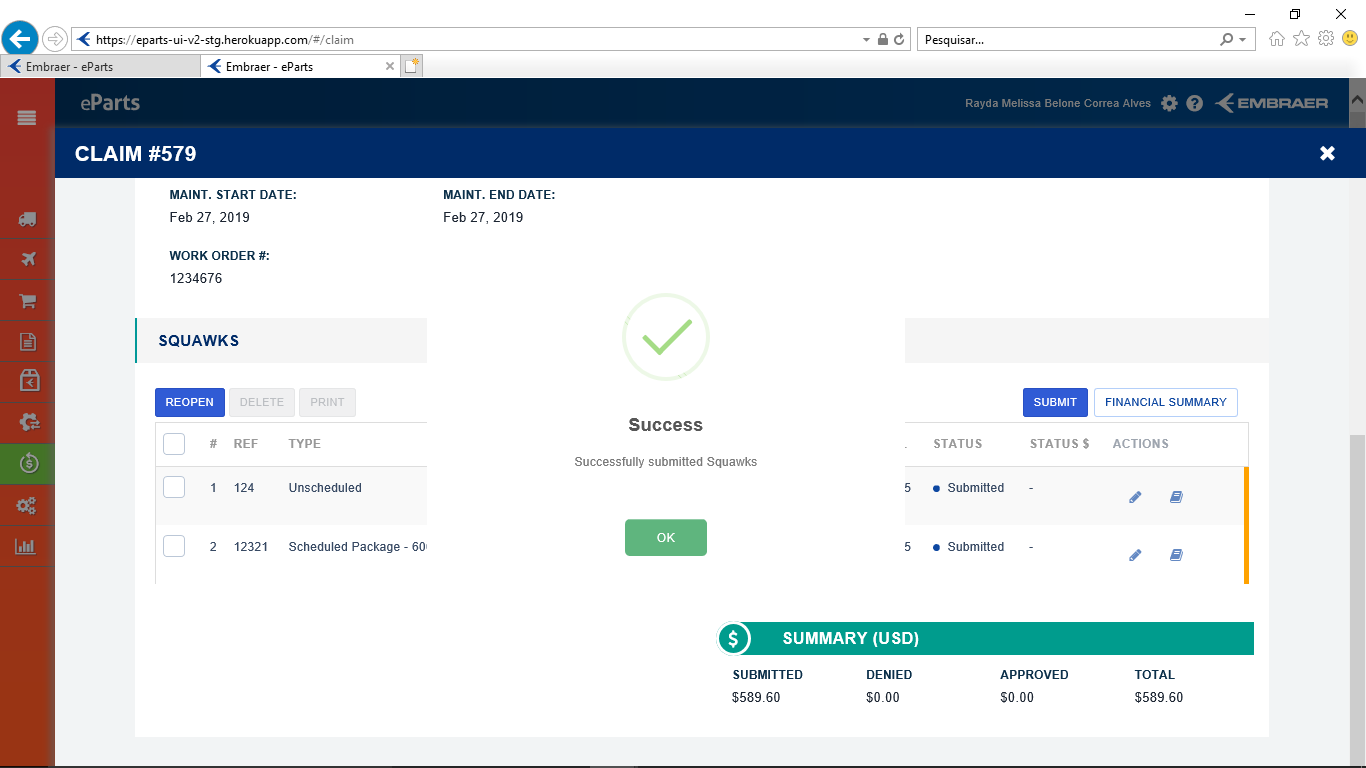 https://eparts-ui-v2-stg.herokuapp.com/#/claim
Pesquisar...
Embraer - eParts
Embraer - eParts
eParts
Rayda Melissa Belone Correa Alves
EMBRAER
CLAIM #579
MAINT. START DATE: MAINT. END DATE:
Feb 27, 2019 Feb 27, 2019
WORK ORDER #:
1234676
SQUAWKS
REOPEN DELETE PRINT SUBMIT FINANCIAL SUMMARY
# REF TYPE STATUS STATUS $ ACTIONS
1 124 Unscheduled 5 Submitted -
2 12321 Scheduled Package - 60 5 Submitted -
Success
Successfully submitted Squawks
OK
$ SUMMARY (USD)
SUBMITTED DENIED APPROVED TOTAL
$589.60 $0.00 $0.00 $589.60